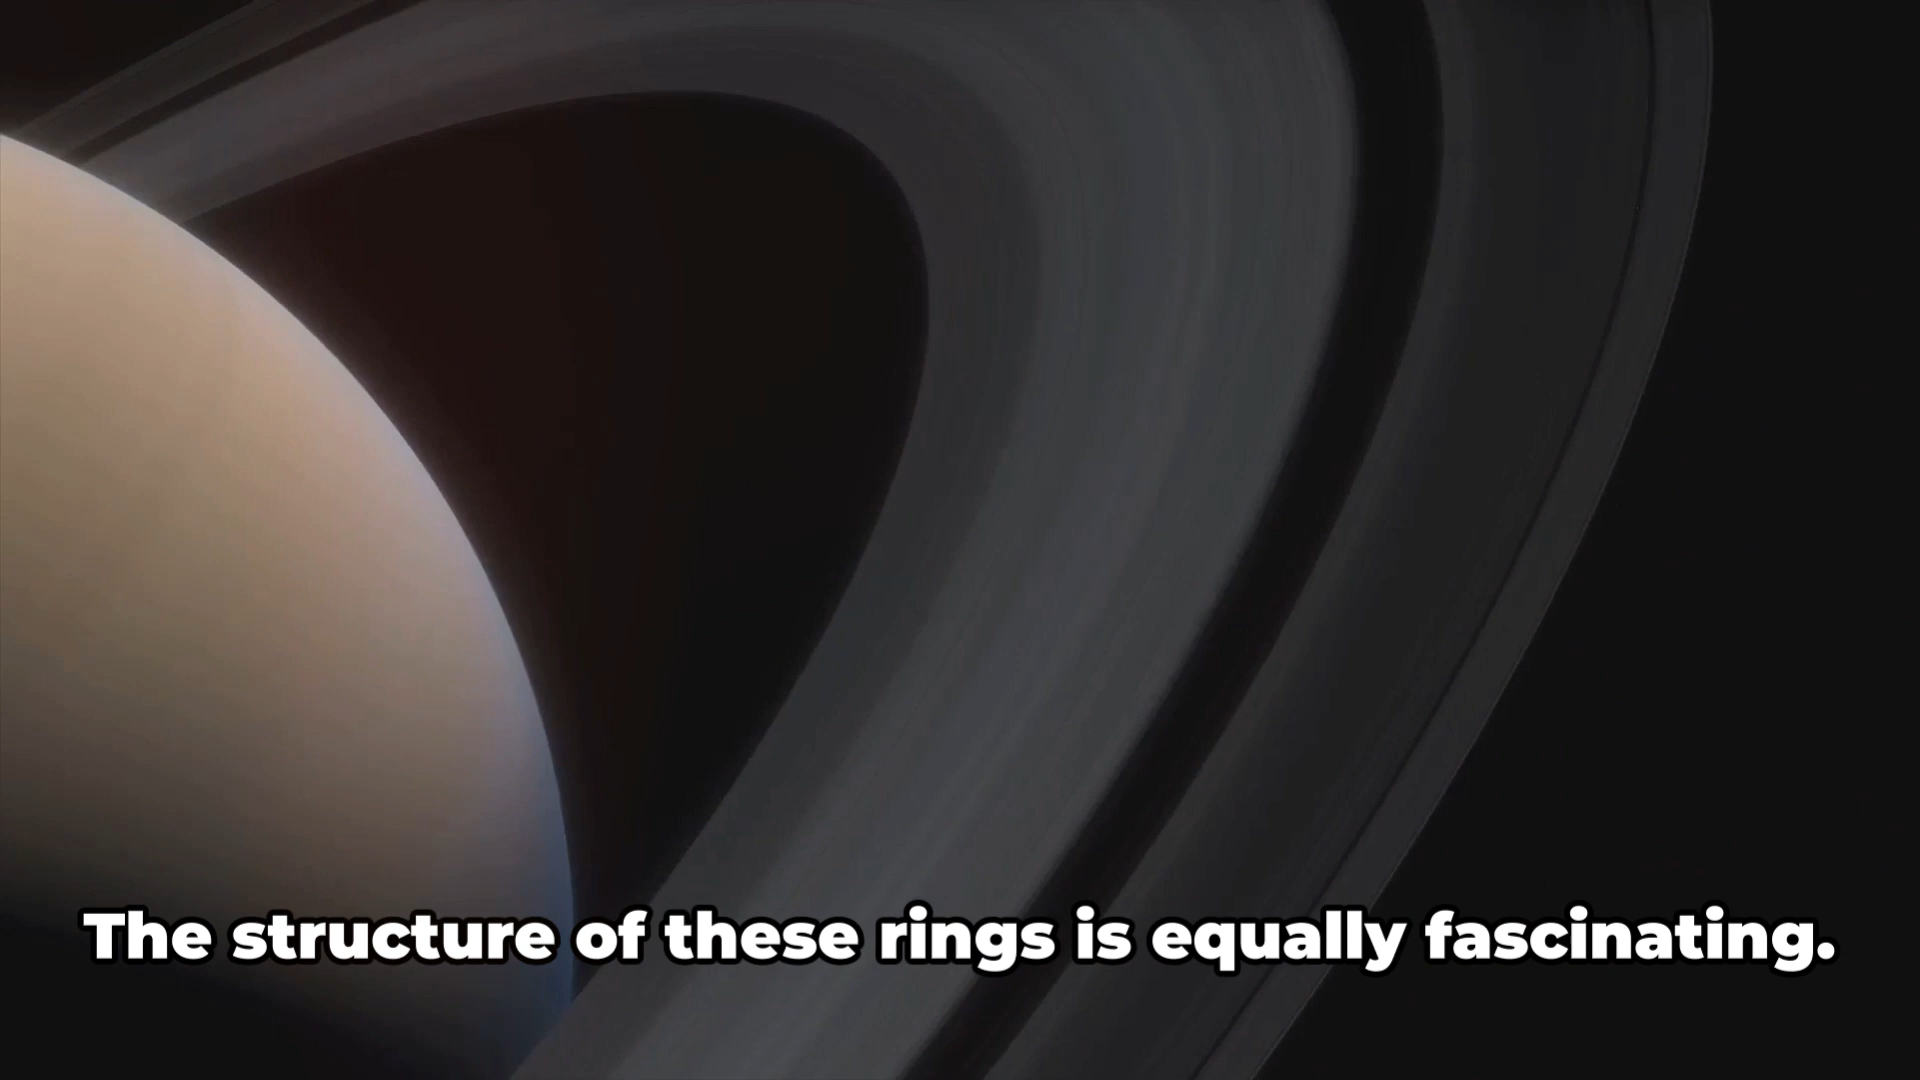 The structure of these rings is equally fascinating.